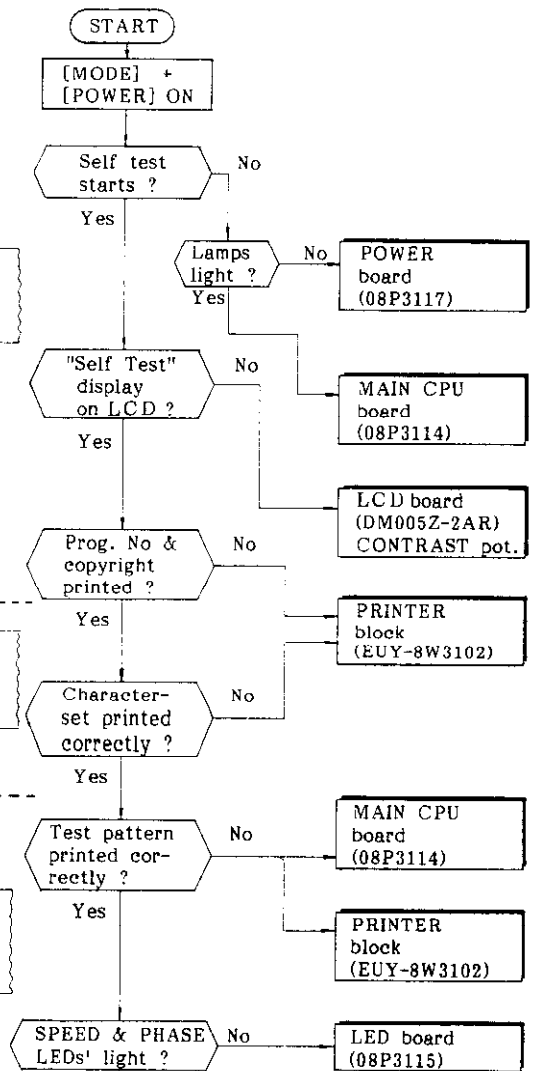 START
[MODE] +
[POWER] ON
Self test
starts ?
No
Yes
Lamps
light ?
No
Yes
POWER
board
(08P3117)
MAIN CPU
board
(08P3114)
"Self Test"
display
on LCD ?
No
Yes
LCD board
(DM005Z-2AR)
CONTRAST pot.
Prog. No &
copyright
printed ?
No
Yes
PRINTER
block
(EUY-8W3102)
Character-
set printed
correctly ?
No
Yes
MAIN CPU
board
(08P3114)
Test pattern
printed cor-
rectly ?
No
Yes
PRINTER
block
(EUY-8W3102)
SPEED & PHASE
LEDs' light ?
No
LED board
(08P3115)